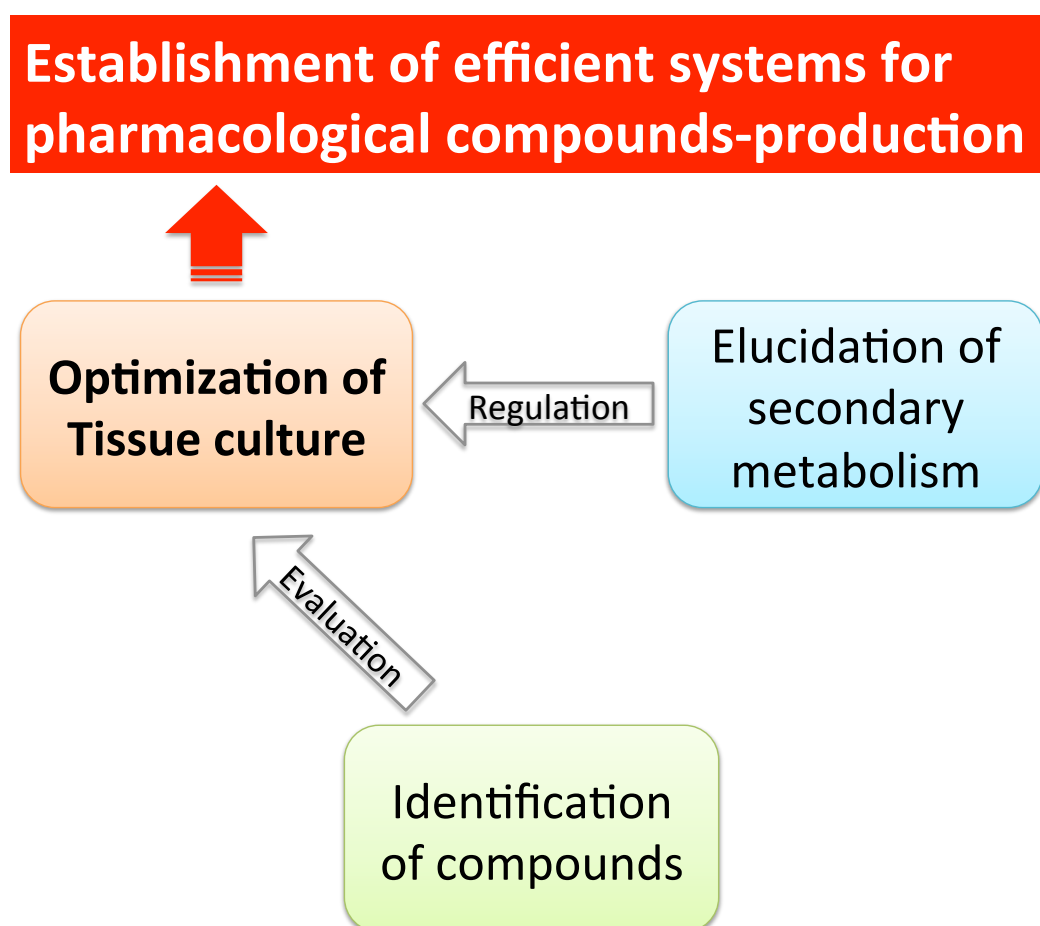 Establishment of efficient systems for
pharmacological compounds-production
Optimization of
Tissue culture
Regulation
Elucidation of
secondary
metabolism
Evaluation
Identification
of compounds